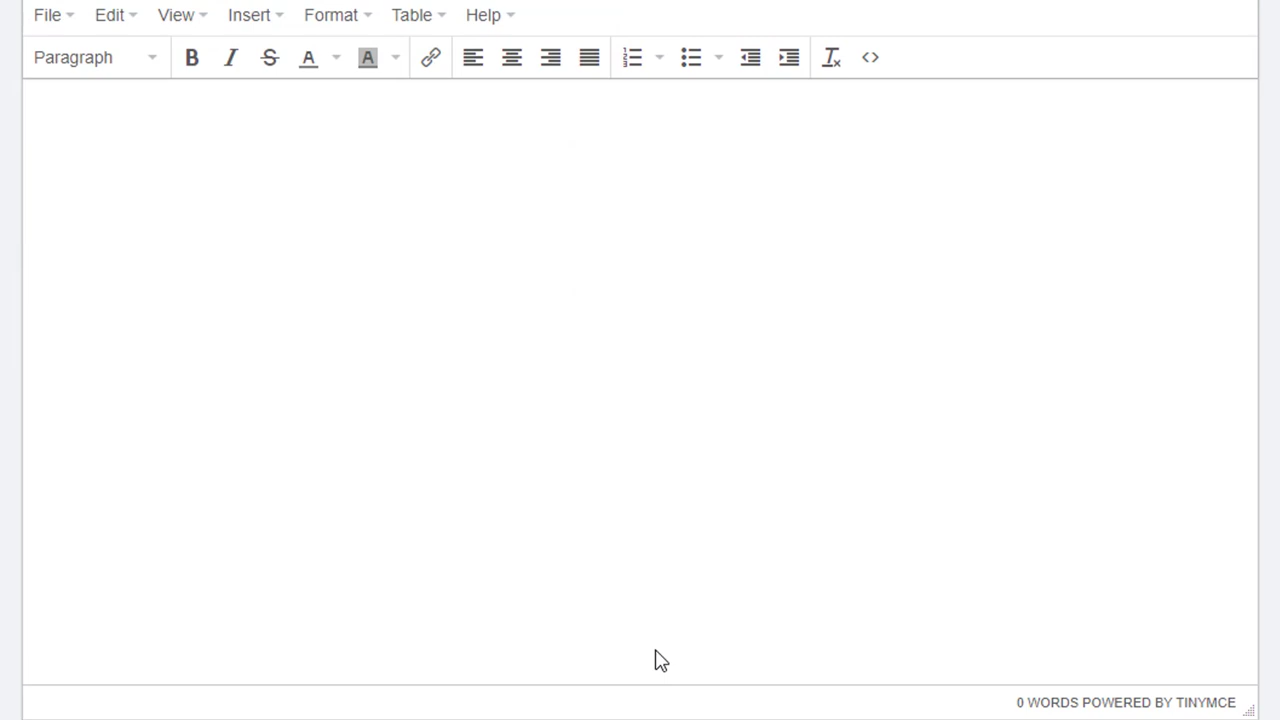 File Edit View Insert Format Table Help
Paragraph B I S A A
0 WORDS POWERED BY TINYMCE